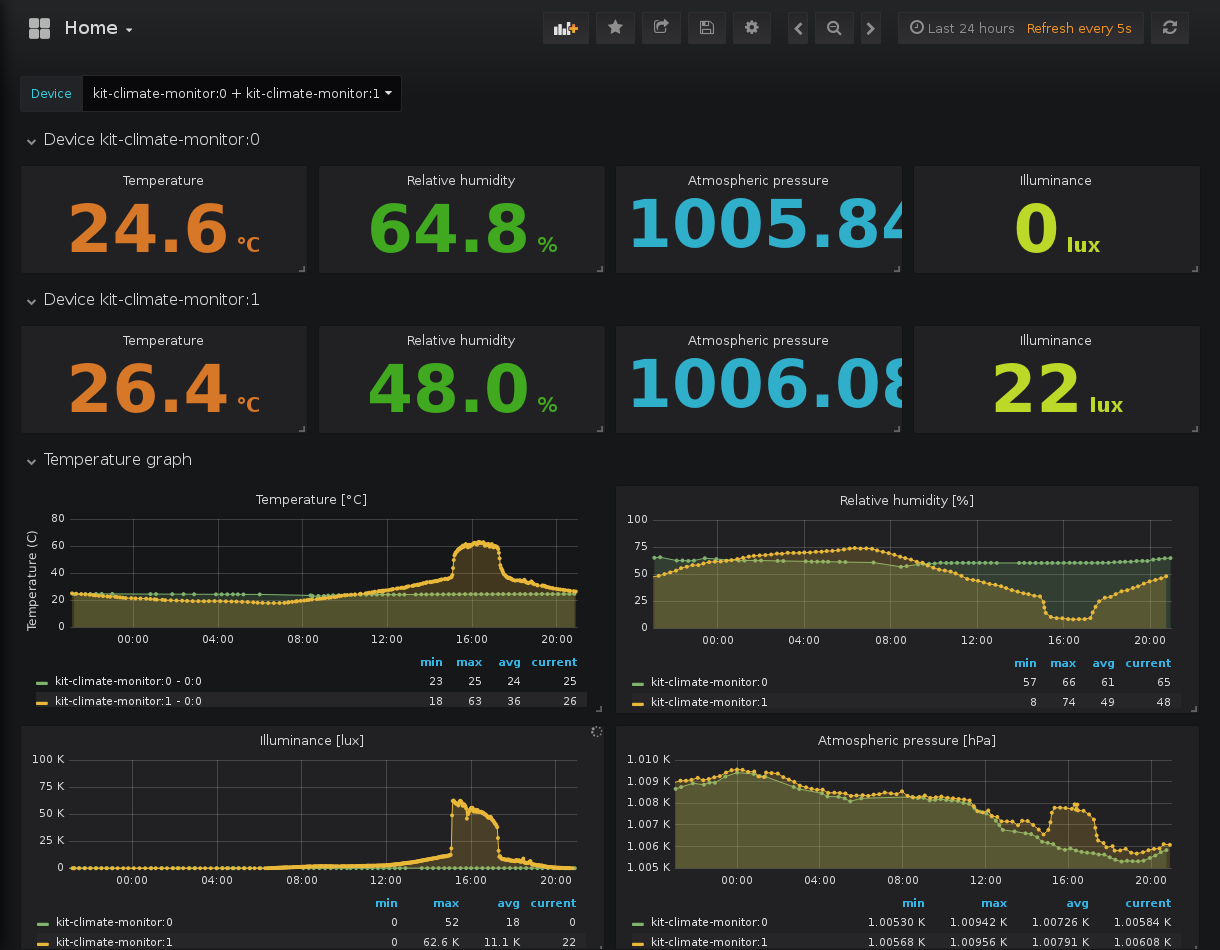 Home
Last 24 hours Refresh every 5s
Device kit-climate-monitor:0 + kit-climate-monitor:1
Device kit-climate-monitor:0
Temperature Relative humidity Atmospheric pressure Illuminance
24.6 °C 64.8 % 1005.84 0 lux
Device kit-climate-monitor:1
Temperature Relative humidity Atmospheric pressure Illuminance
26.4 °C 48.0 % 1006.08 22 lux
Temperature graph
Temperature [°C]
Temperature (C)
80
60
40
20
0
00:00 04:00 08:00 12:00 16:00 20:00
min max avg current
kit-climate-monitor:0 - 0:0 23 25 24 25
kit-climate-monitor:1 - 0:0 18 63 36 26
Relative humidity [%]
100
75
50
25
0
00:00 04:00 08:00 12:00 16:00 20:00
min max avg current
kit-climate-monitor:0 57 66 61 65
kit-climate-monitor:1 8 74 49 48
Illuminance [lux]
100 K
75 K
50 K
25 K
0
00:00 04:00 08:00 12:00 16:00 20:00
min max avg current
kit-climate-monitor:0 0 52 18 0
kit-climate-monitor:1 0 62.6 K 11.1 K 22
Atmospheric pressure [hPa]
1.010 K
1.009 K
1.008 K
1.007 K
1.006 K
1.005 K
00:00 04:00 08:00 12:00 16:00 20:00
min max avg current
kit-climate-monitor:0 1.00530 K 1.00942 K 1.00726 K 1.00584 K
kit-climate-monitor:1 1.00568 K 1.00956 K 1.00791 K 1.00608 K